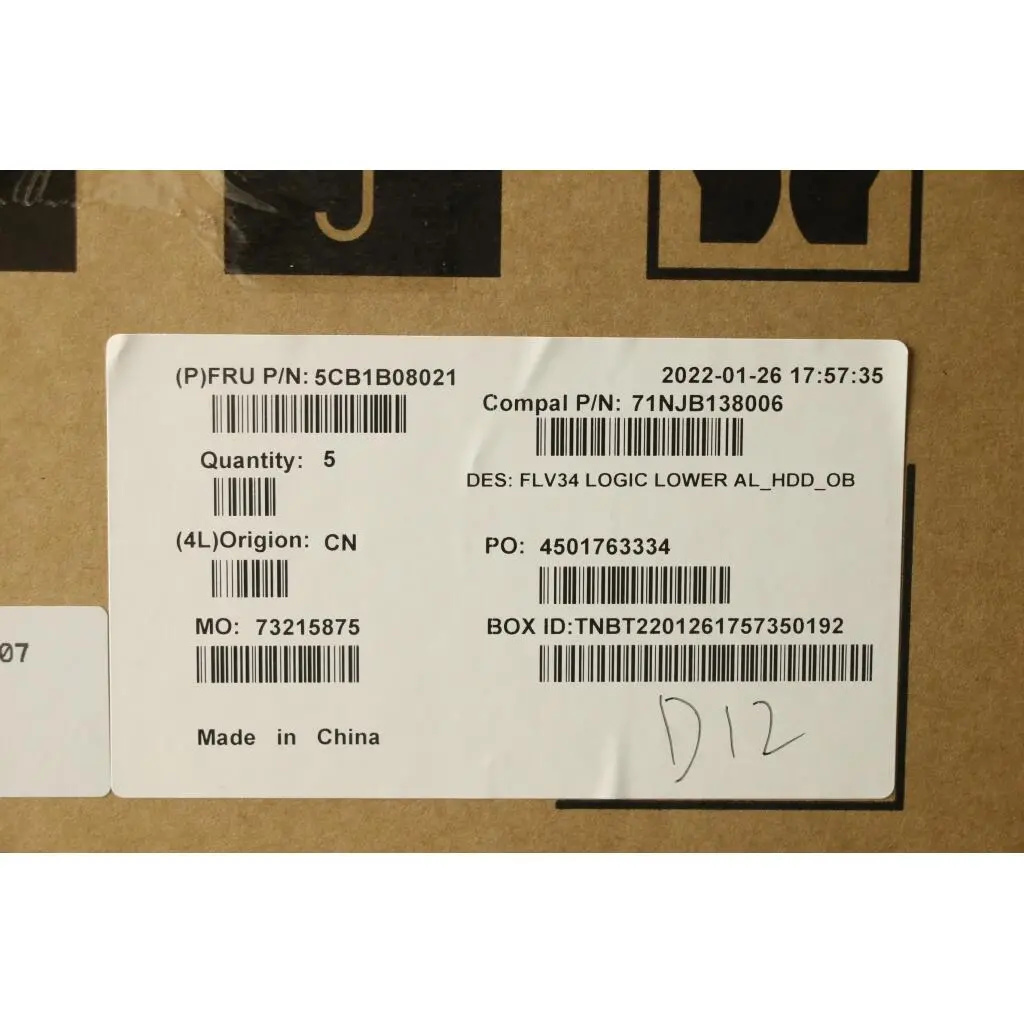 (P)FRU P/N: 5CB1B08021
2022-01-26 17:57:35
Compal P/N: 71NJB138006
Quantity: 5
DES: FLV34 LOGIC LOWER AL_HDD_OB
(4L)Origion: CN
PO: 4501763334
MO: 73215875
BOX ID:TNBT2201261757350192
Made in China
D12
07